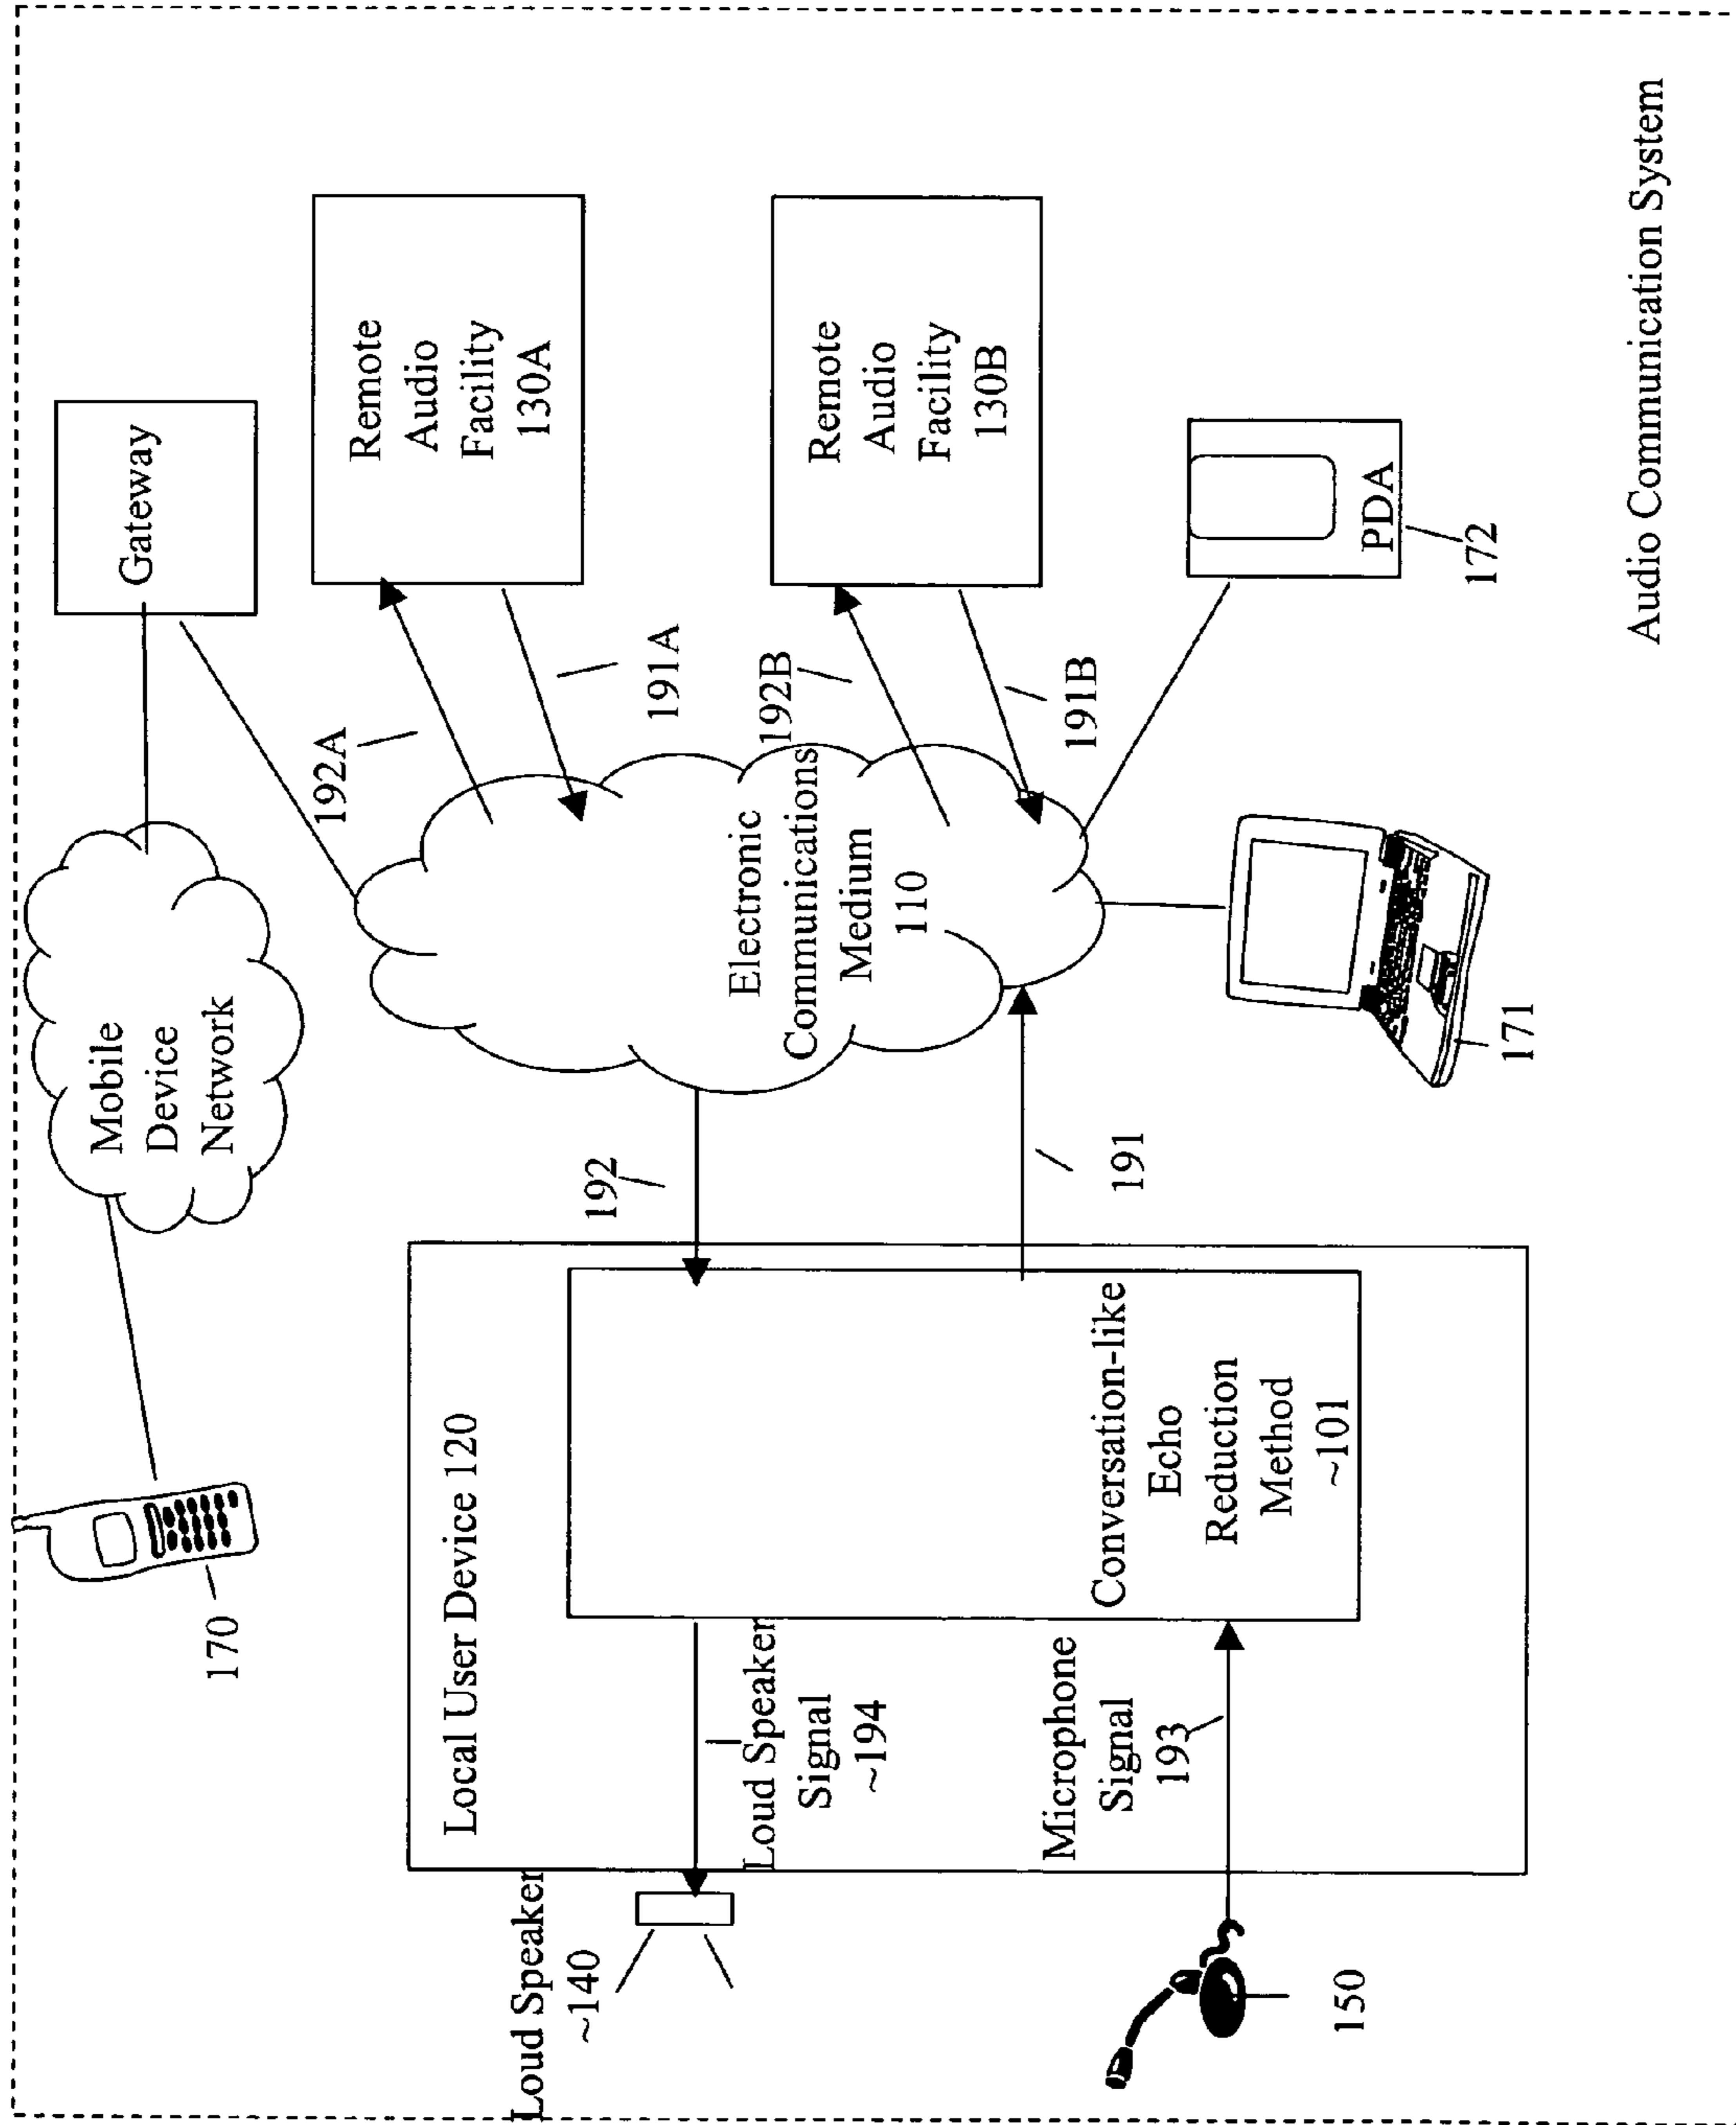 170
Mobile
Device
Network
Gateway
Loud Speaker
~140
Local User Device 120
Loud Speaker
Signal
~194
Microphone
Signal
193
150
Conversation-like
Echo
Reduction
Method
~101
192
191
Electronic
Communications
Medium
110
192A
191A
192B
191B
Remote
Audio
Facility
130A
Remote
Audio
Facility
130B
PDA
172
171
Audio Communication System